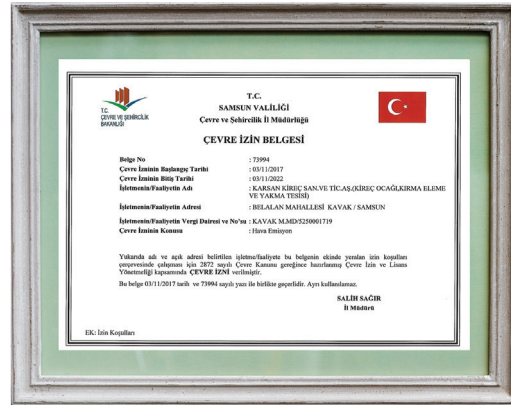 T.C.
SAMSUN VALİLİĞİ
Çevre ve Şehircilik İl Müdürlüğü
T.C.
ÇEVRE VE ŞEHİRCİLİK
BAKANLIĞI
ÇEVRE İZİN BELGESİ
Belge No : 73994
Çevre İzninin Başlangıç Tarihi : 03/11/2017
Çevre İzninin Bitiş Tarihi : 03/11/2022
İşletmenin/Faaliyetin Adı : KARSAN KİREÇ SAN.VE TİC.AŞ.(KİREÇ OCAĞI,KIRMA ELEME
VE YAKMA TESİSİ)
İşletmenin/Faaliyetin Adresi : BELALAN MAHALLESİ KAVAK / SAMSUN
İşletmenin/Faaliyetin Vergi Dairesi ve No'su : KAVAK M.MD/5250001719
Çevre İzninin Konusu : Hava Emisyon
Yukarıda adı ve açık adresi belirtilen işletme/faaliyete bu belgenin ekinde yeralan izin koşulları
çerçevesinde çalışması için 2872 sayılı Çevre Kanunu gereğince hazırlanmış Çevre İzin ve Lisans
Yönetmeliği kapsamında ÇEVRE İZNİ verilmiştir.
Bu belge 03/11/2017 tarih ve 73994 sayılı yazı ile birlikte geçerlidir. Ayrı kullanılamaz.
SALİH SAĞIR
İl Müdürü
EK: İzin Koşulları